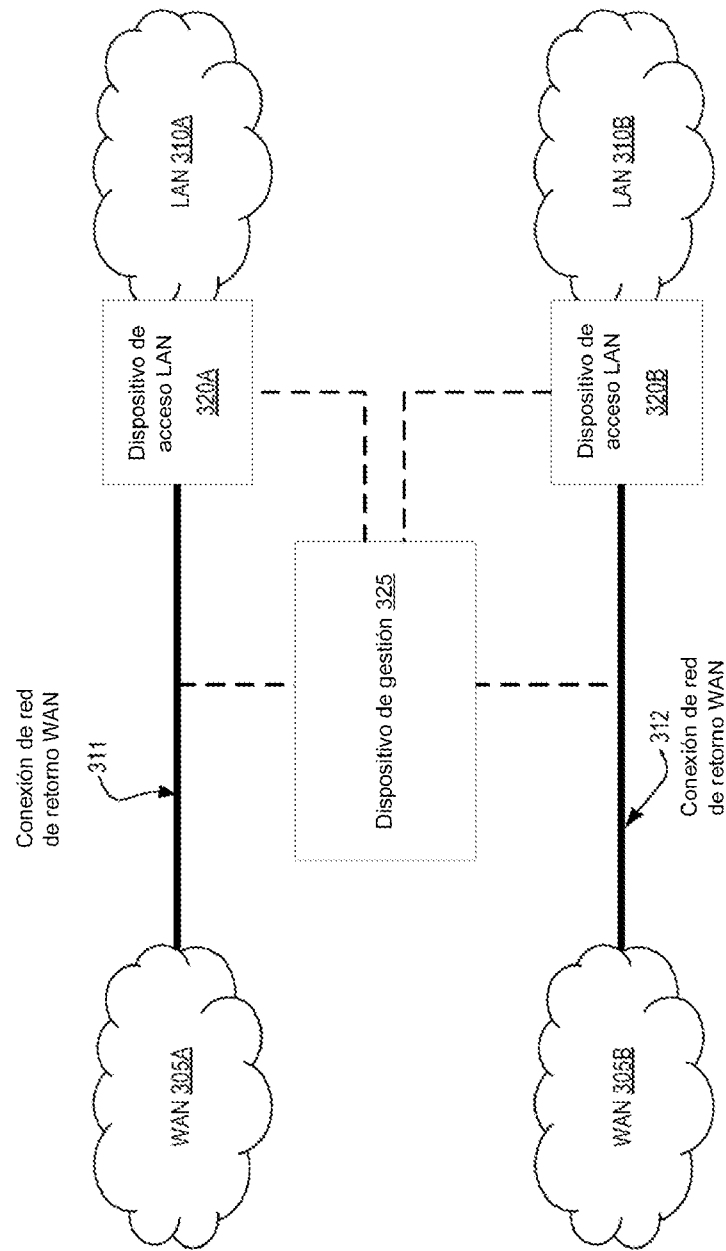 Conexión de red
de retorno WAN
311
WAN 305A
Dispositivo de
acceso LAN
320A
LAN 310A
Dispositivo de gestión 325
WAN 305B
312
Conexión de red
de retorno WAN
Dispositivo de
acceso LAN
320B
LAN 310B